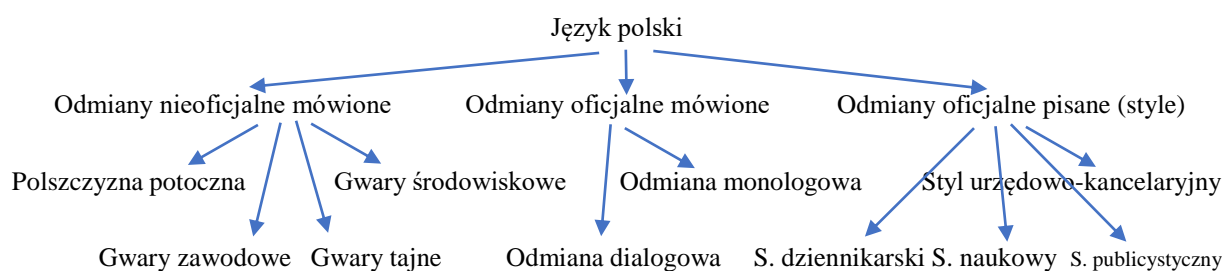 Język polski
Odmiany nieoficjalne mówione Odmiany oficjalne mówione Odmiany oficjalne pisane (style)
Polszczyzna potoczna Gwary środowiskowe Odmiana monologowa Styl urzędowo-kancelaryjny
Gwary zawodowe Gwary tajne Odmiana dialogowa S. dziennikarski S. naukowy S. publicystyczny